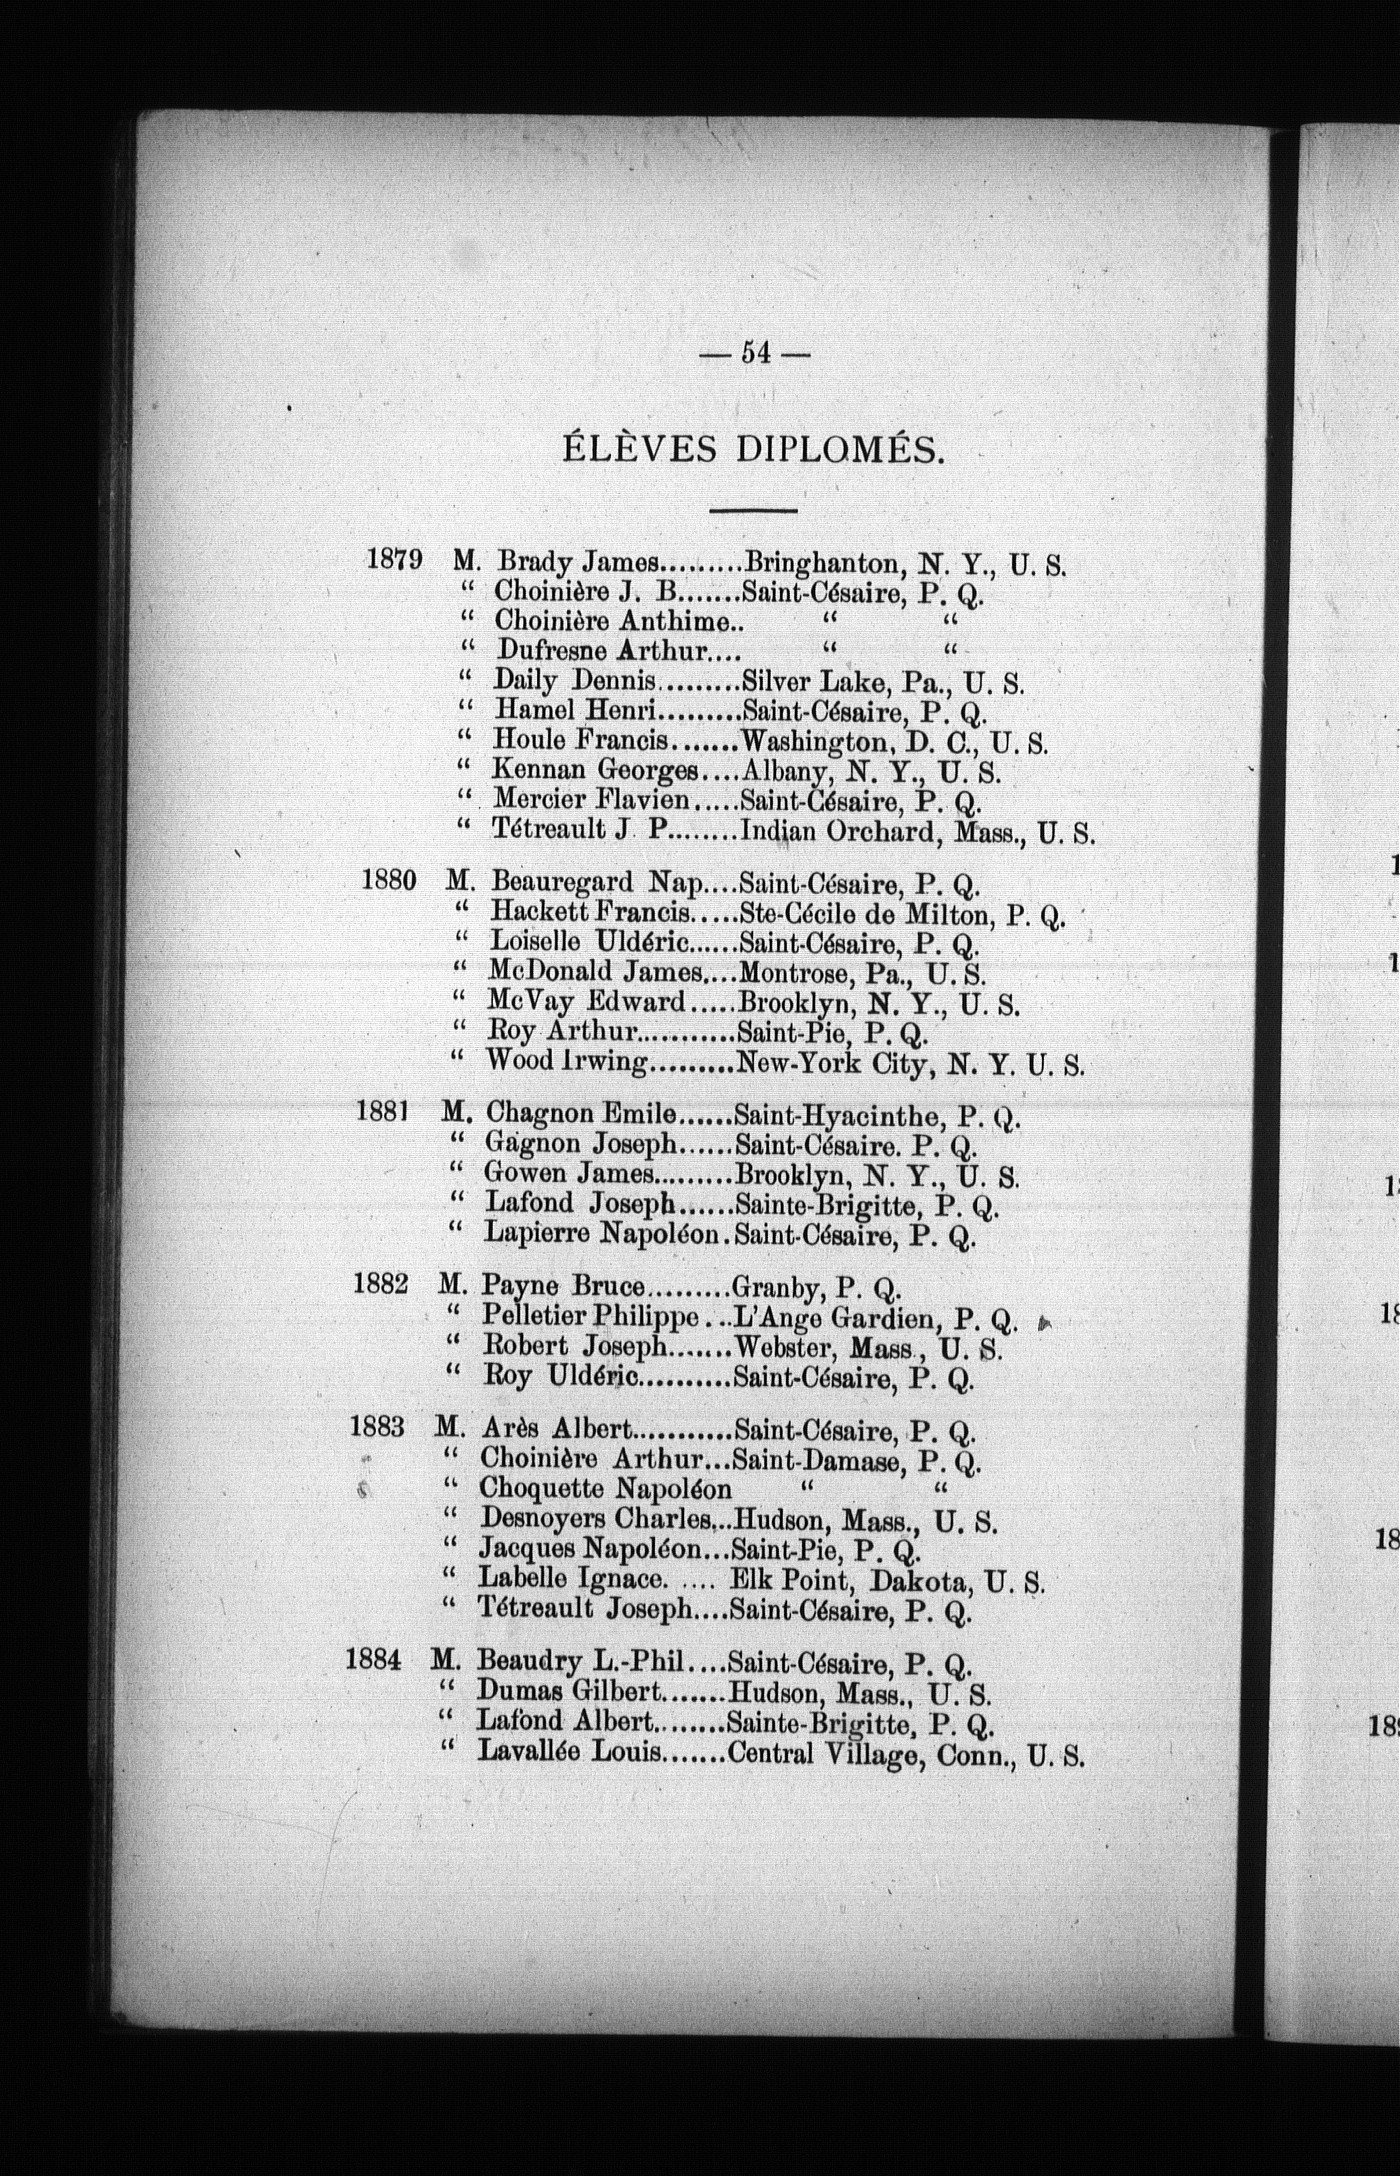 — 54 —
ÉLÈVES DIPLOMÉS.
1879 M. Brady James.........Bringhanton, N. Y., U. S.
“ Choinière J. B.......Saint-Césaire, P. Q.
“ Choinière Anthime.. “ “
“ Dufresne Arthur.... “ “
“ Daily Dennis.........Silver Lake, Pa., U. S.
“ Hamel Henri.........Saint-Césaire, P. Q.
“ Houle Francis.......Washington, D. C., U. S.
“ Kennan Georges....Albany, N. Y., U. S.
“ Mercier Flavien.....Saint-Césaire, P. Q.
“ Tétreault J. P........Indian Orchard, Mass., U. S.
1880 M. Beauregard Nap....Saint-Césaire, P. Q.
“ Hackett Francis.....Ste-Cécile de Milton, P. Q.
“ Loiselle Uldéric......Saint-Césaire, P. Q.
“ McDonald James....Montrose, Pa., U. S.
“ McVay Edward.....Brooklyn, N. Y., U. S.
“ Roy Arthur...........Saint-Pie, P. Q.
“ Wood Irwing.........New-York City, N. Y. U. S.
1881 M. Chagnon Emile......Saint-Hyacinthe, P. Q.
“ Gagnon Joseph......Saint-Césaire. P. Q.
“ Gowen James.........Brooklyn, N. Y., U. S.
“ Lafond Joseph......Sainte-Brigitte, P. Q.
“ Lapierre Napoléon.Saint-Césaire, P. Q.
1882 M. Payne Bruce.........Granby, P. Q.
“ Pelletier Philippe...L'Ange Gardien, P. Q.
“ Robert Joseph.......Webster, Mass., U. S.
“ Roy Uldéric..........Saint-Césaire, P. Q.
1883 M. Arès Albert...........Saint-Césaire, P. Q.
“ Choinière Arthur...Saint-Damase, P. Q.
“ Choquette Napoléon “ “
“ Desnoyers Charles...Hudson, Mass., U. S.
“ Jacques Napoléon...Saint-Pie, P. Q.
“ Labelle Ignace. .... Elk Point, Dakota, U. S.
“ Tétreault Joseph....Saint-Césaire, P. Q.
1884 M. Beaudry L.-Phil....Saint-Césaire, P. Q.
“ Dumas Gilbert.......Hudson, Mass., U. S.
“ Lafond Albert........Sainte-Brigitte, P. Q.
“ Lavallée Louis.......Central Village, Conn., U. S.